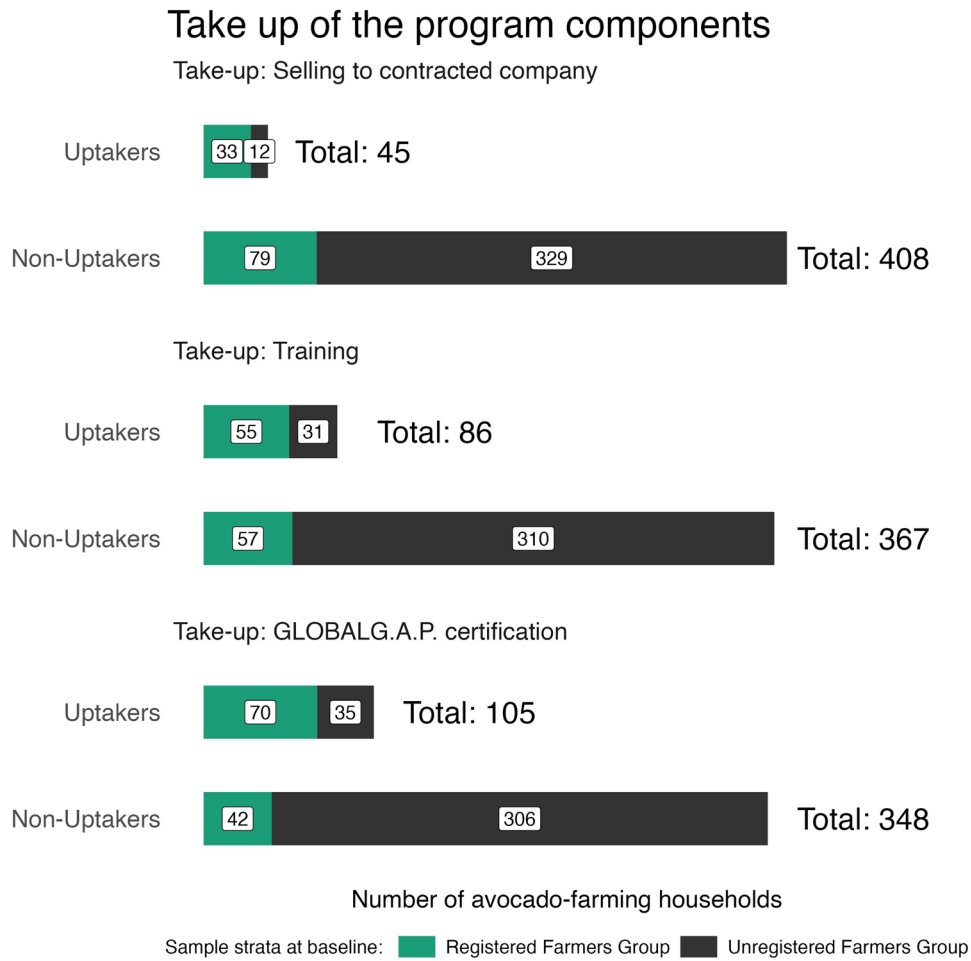 Take up of the program components
Take-up: Selling to contracted company
Uptakers 33 12 Total: 45
Non-Uptakers 79 329 Total: 408
Take-up: Training
Uptakers 55 31 Total: 86
Non-Uptakers 57 310 Total: 367
Take-up: GLOBALG.A.P. certification
Uptakers 70 35 Total: 105
Non-Uptakers 42 306 Total: 348
Number of avocado-farming households
Sample strata at baseline: Registered Farmers Group Unregistered Farmers Group